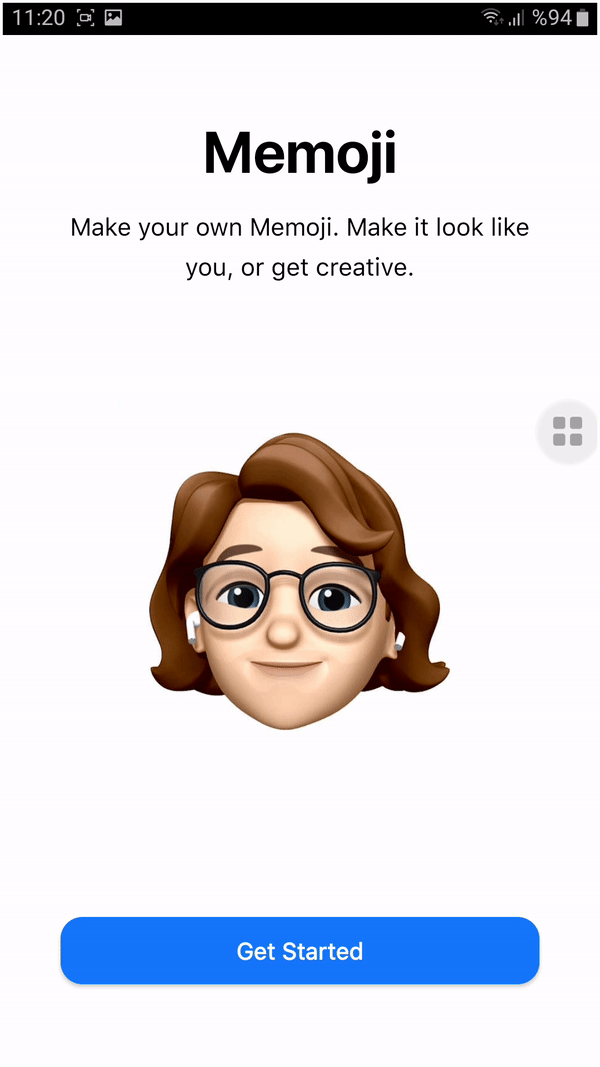 11:20 %94
Memoji
Make your own Memoji. Make it look like
you, or get creative.
Get Started